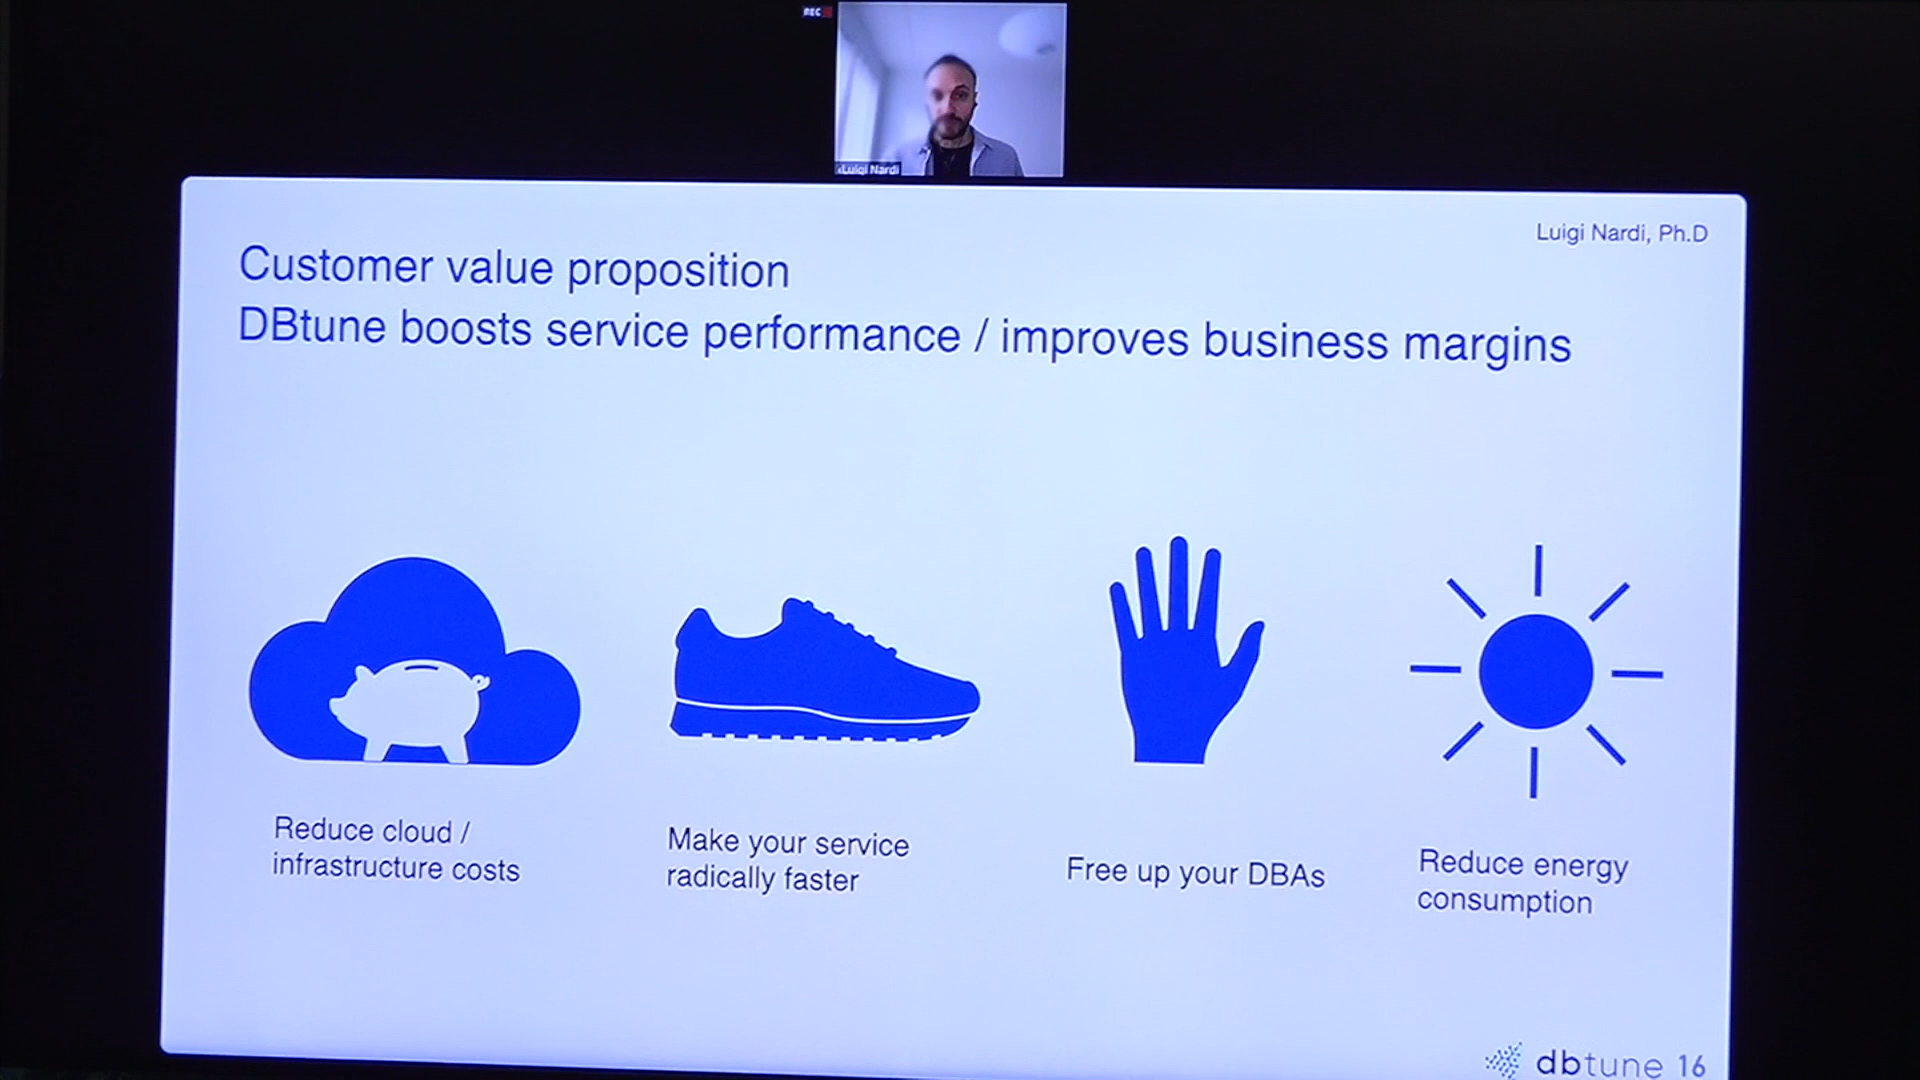 REC
Luigi Nardi
Luigi Nardi, Ph.D
Customer value proposition
DBtune boosts service performance / improves business margins
Reduce cloud /
infrastructure costs
Make your service
radically faster
Free up your DBAs
Reduce energy
consumption
dbtune 16